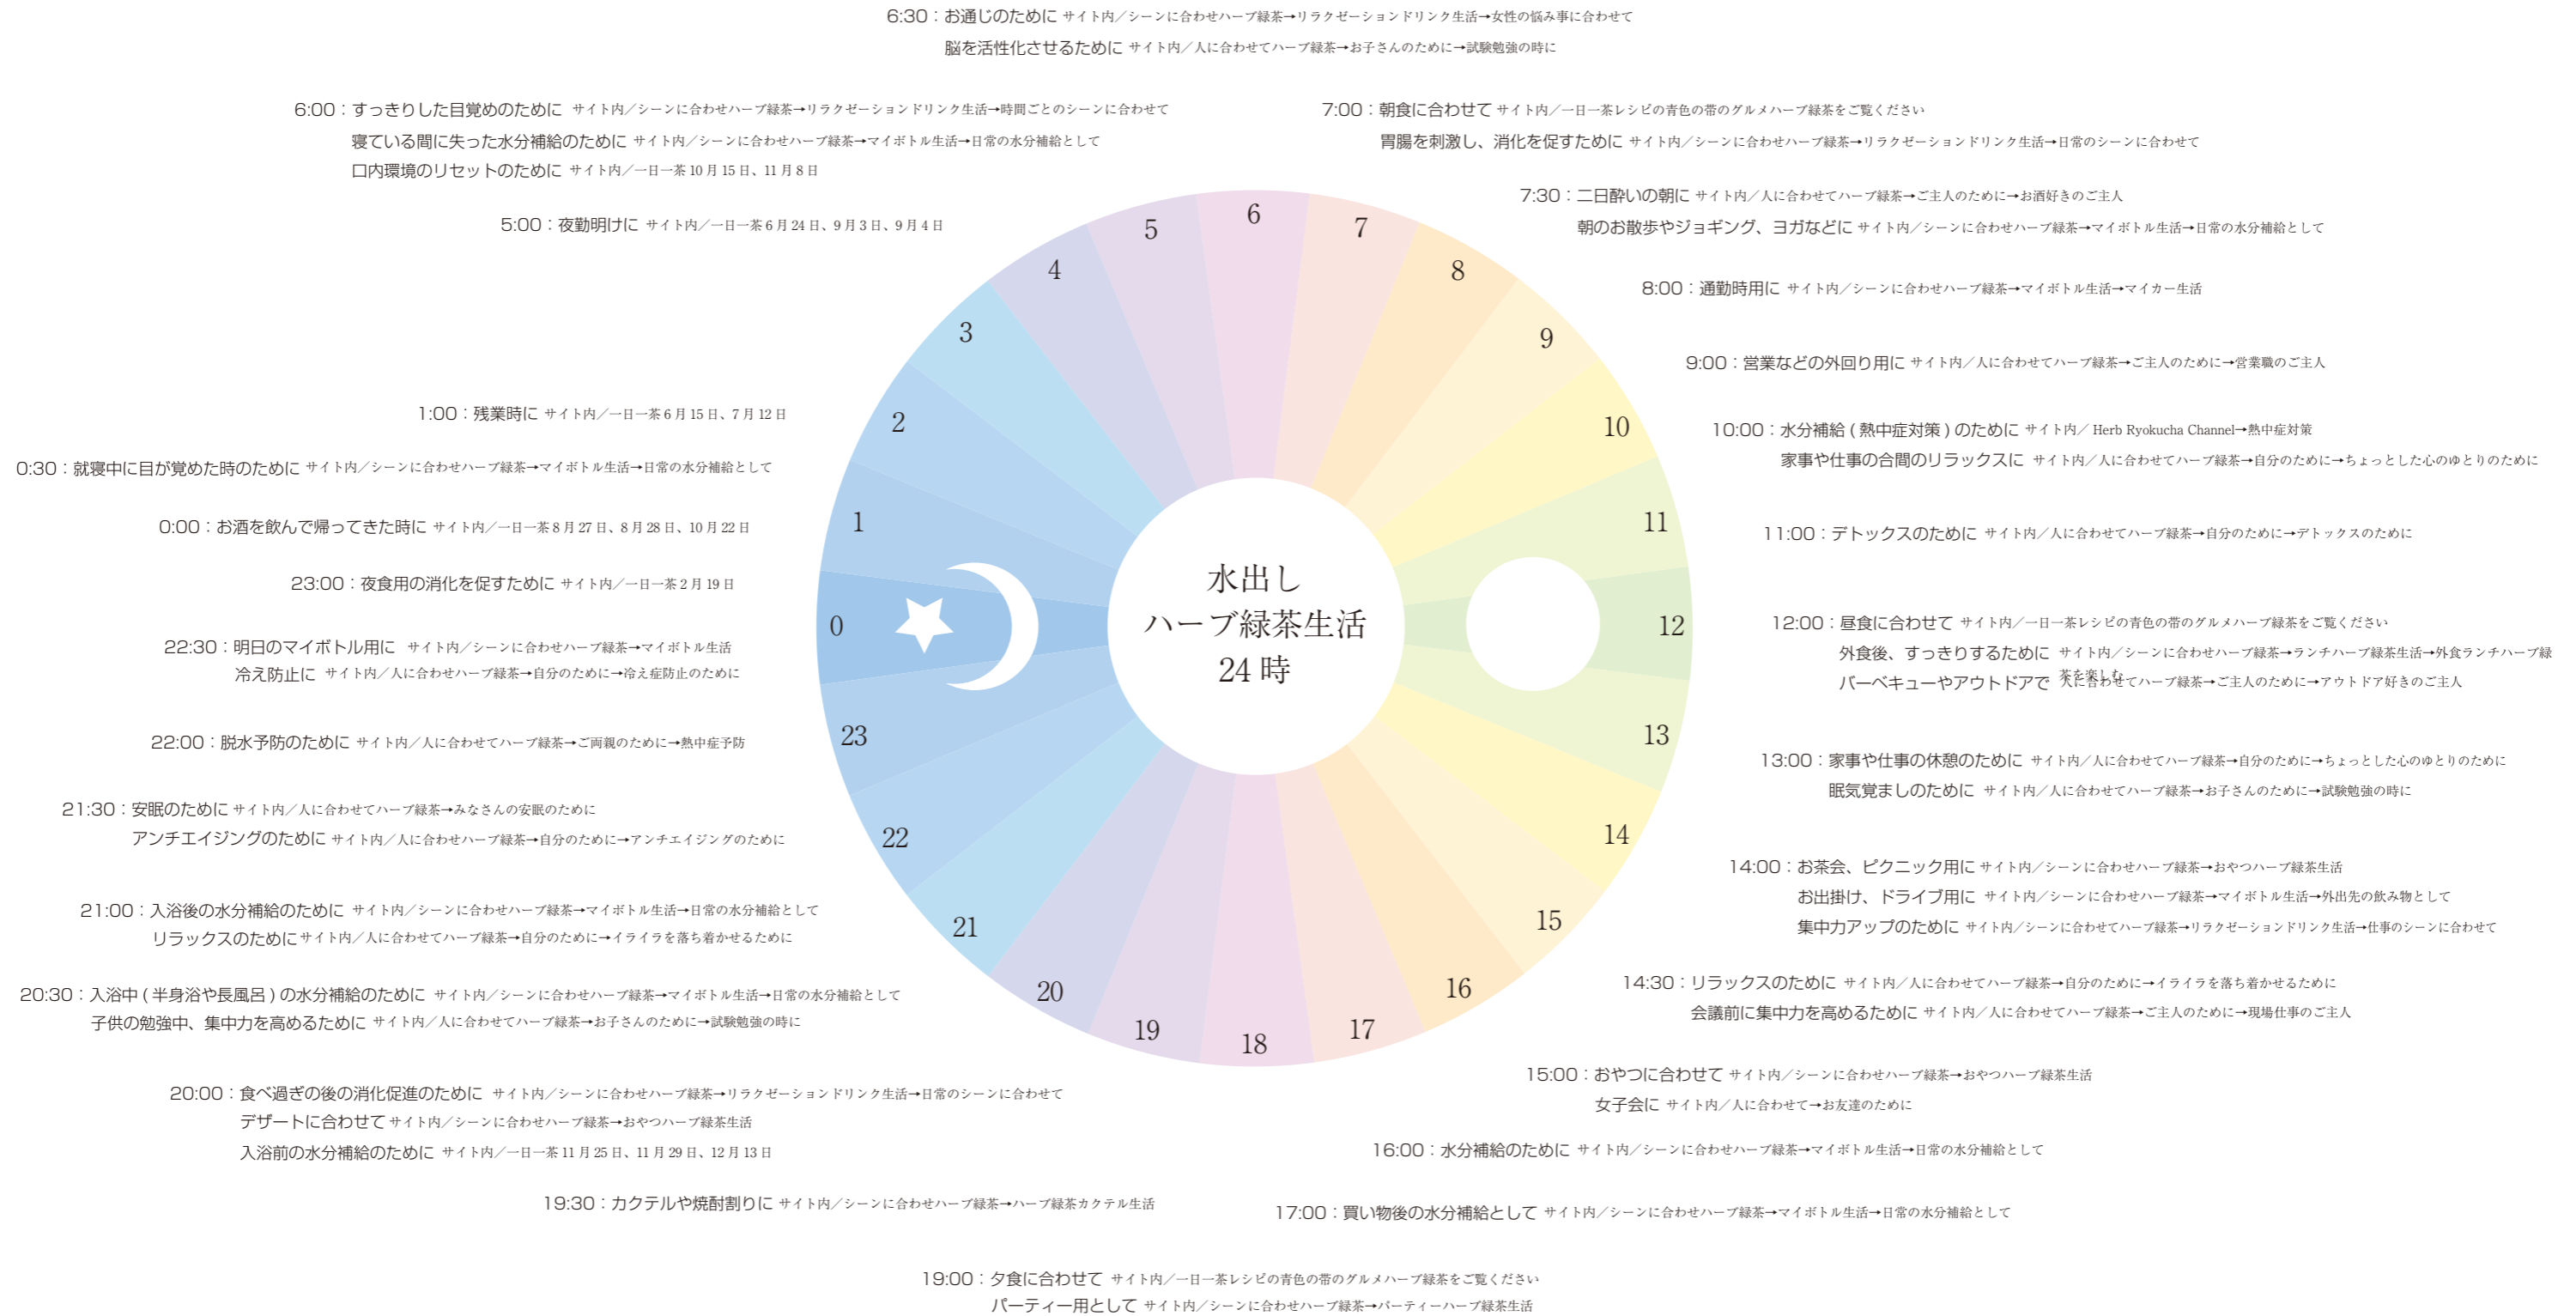 6:30：お通じのために サイト内／シーンに合わせハーブ緑茶→リラクゼーションドリンク生活→女性の悩み事に合わせて
脳を活性化させるために サイト内／人に合わせてハーブ緑茶→お子さんのために→試験勉強の時に
6:00：すっきりした目覚めのために サイト内／シーンに合わせハーブ緑茶→リラクゼーションドリンク生活→時間ごとのシーンに合わせて
寝ている間に失った水分補給のために サイト内／シーンに合わせハーブ緑茶→マイボトル生活→日常の水分補給として
口内環境のリセットのために サイト内／一日一茶 10 月 15 日、11 月 8 日
5:00：夜勤明けに サイト内／一日一茶 6 月 24 日、9 月 3 日、9 月 4 日
7:00：朝食に合わせて サイト内／一日一茶レシピの青色の帯のグルメハーブ緑茶をご覧ください
胃腸を刺激し、消化を促すために サイト内／シーンに合わせハーブ緑茶→リラクゼーションドリンク生活→日常のシーンに合わせて
7:30：二日酔いの朝に サイト内／人に合わせてハーブ緑茶→ご主人のために→お酒好きのご主人
朝のお散歩やジョギング、ヨガなどに サイト内／シーンに合わせハーブ緑茶→マイボトル生活→日常の水分補給として
8:00：通勤時用に サイト内／シーンに合わせハーブ緑茶→マイボトル生活→マイカー生活
9:00：営業などの外回り用に サイト内／人に合わせてハーブ緑茶→ご主人のために→営業職のご主人
10:00：水分補給 ( 熱中症対策 ) のために サイト内／ Herb Ryokucha Channel→熱中症対策
家事や仕事の合間のリラックスに サイト内／人に合わせてハーブ緑茶→自分のために→ちょっとした心のゆとりのために
11:00：デトックスのために サイト内／人に合わせてハーブ緑茶→自分のために→デトックスのために
12:00：昼食に合わせて サイト内／一日一茶レシピの青色の帯のグルメハーブ緑茶をご覧ください
外食後、すっきりするために サイト内／シーンに合わせハーブ緑茶→ランチハーブ緑茶生活→外食ランチハーブ緑
茶を楽しむ
バーベキューやアウトドアで 人に合わせてハーブ緑茶→ご主人のために→アウトドア好きのご主人
13:00：家事や仕事の休憩のために サイト内／人に合わせてハーブ緑茶→自分のために→ちょっとした心のゆとりのために
眠気覚ましのために サイト内／人に合わせてハーブ緑茶→お子さんのために→試験勉強の時に
14:00：お茶会、ピクニック用に サイト内／シーンに合わせハーブ緑茶→おやつハーブ緑茶生活
お出掛け、ドライブ用に サイト内／シーンに合わせハーブ緑茶→マイボトル生活→外出先の飲み物として
集中力アップのために サイト内／シーンに合わせてハーブ緑茶→リラクゼーションドリンク生活→仕事のシーンに合わせて
14:30：リラックスのために サイト内／人に合わせてハーブ緑茶→自分のために→イライラを落ち着かせるために
会議前に集中力を高めるために サイト内／人に合わせてハーブ緑茶→ご主人のために→現場仕事のご主人
15:00：おやつに合わせて サイト内／シーンに合わせハーブ緑茶→おやつハーブ緑茶生活
女子会に サイト内／人に合わせて→お友達のために
16:00：水分補給のために サイト内／シーンに合わせハーブ緑茶→マイボトル生活→日常の水分補給として
17:00：買い物後の水分補給として サイト内／シーンに合わせハーブ緑茶→マイボトル生活→日常の水分補給として
1:00：残業時に サイト内／一日一茶 6 月 15 日、7 月 12 日
0:30：就寝中に目が覚めた時のために サイト内／シーンに合わせハーブ緑茶→マイボトル生活→日常の水分補給として
0:00：お酒を飲んで帰ってきた時に サイト内／一日一茶 8 月 27 日、8 月 28 日、10 月 22 日
23:00：夜食用の消化を促すために サイト内／一日一茶 2 月 19 日
22:30：明日のマイボトル用に サイト内／シーンに合わせハーブ緑茶→マイボトル生活
冷え防止に サイト内／人に合わせハーブ緑茶→自分のために→冷え症防止のために
22:00：脱水予防のために サイト内／人に合わせてハーブ緑茶→ご両親のために→熱中症予防
21:30：安眠のために サイト内／人に合わせてハーブ緑茶→みなさんの安眠のために
アンチエイジングのために サイト内／人に合わせハーブ緑茶→自分のために→アンチエイジングのために
21:00：入浴後の水分補給のために サイト内／シーンに合わせハーブ緑茶→マイボトル生活→日常の水分補給として
リラックスのために サイト内／人に合わせてハーブ緑茶→自分のために→イライラを落ち着かせるために
20:30：入浴中 ( 半身浴や長風呂 ) の水分補給のために サイト内／シーンに合わせハーブ緑茶→マイボトル生活→日常の水分補給として
子供の勉強中、集中力を高めるために サイト内／人に合わせてハーブ緑茶→お子さんのために→試験勉強の時に
20:00：食べ過ぎの後の消化促進のために サイト内／シーンに合わせハーブ緑茶→リラクゼーションドリンク生活→日常のシーンに合わせて
デザートに合わせて サイト内／シーンに合わせハーブ緑茶→おやつハーブ緑茶生活
入浴前の水分補給のために サイト内／一日一茶 11 月 25 日、11 月 29 日、12 月 13 日
19:30：カクテルや焼酎割りに サイト内／シーンに合わせハーブ緑茶→ハーブ緑茶カクテル生活
19:00：夕食に合わせて サイト内／一日一茶レシピの青色の帯のグルメハーブ緑茶をご覧ください
パーティー用として サイト内／シーンに合わせハーブ緑茶→パーティーハーブ緑茶生活
水出し
ハーブ緑茶生活
24 時
0
1
2
3
4
5
6
7
8
9
10
11
12
13
14
15
16
17
18
19
20
21
22
23